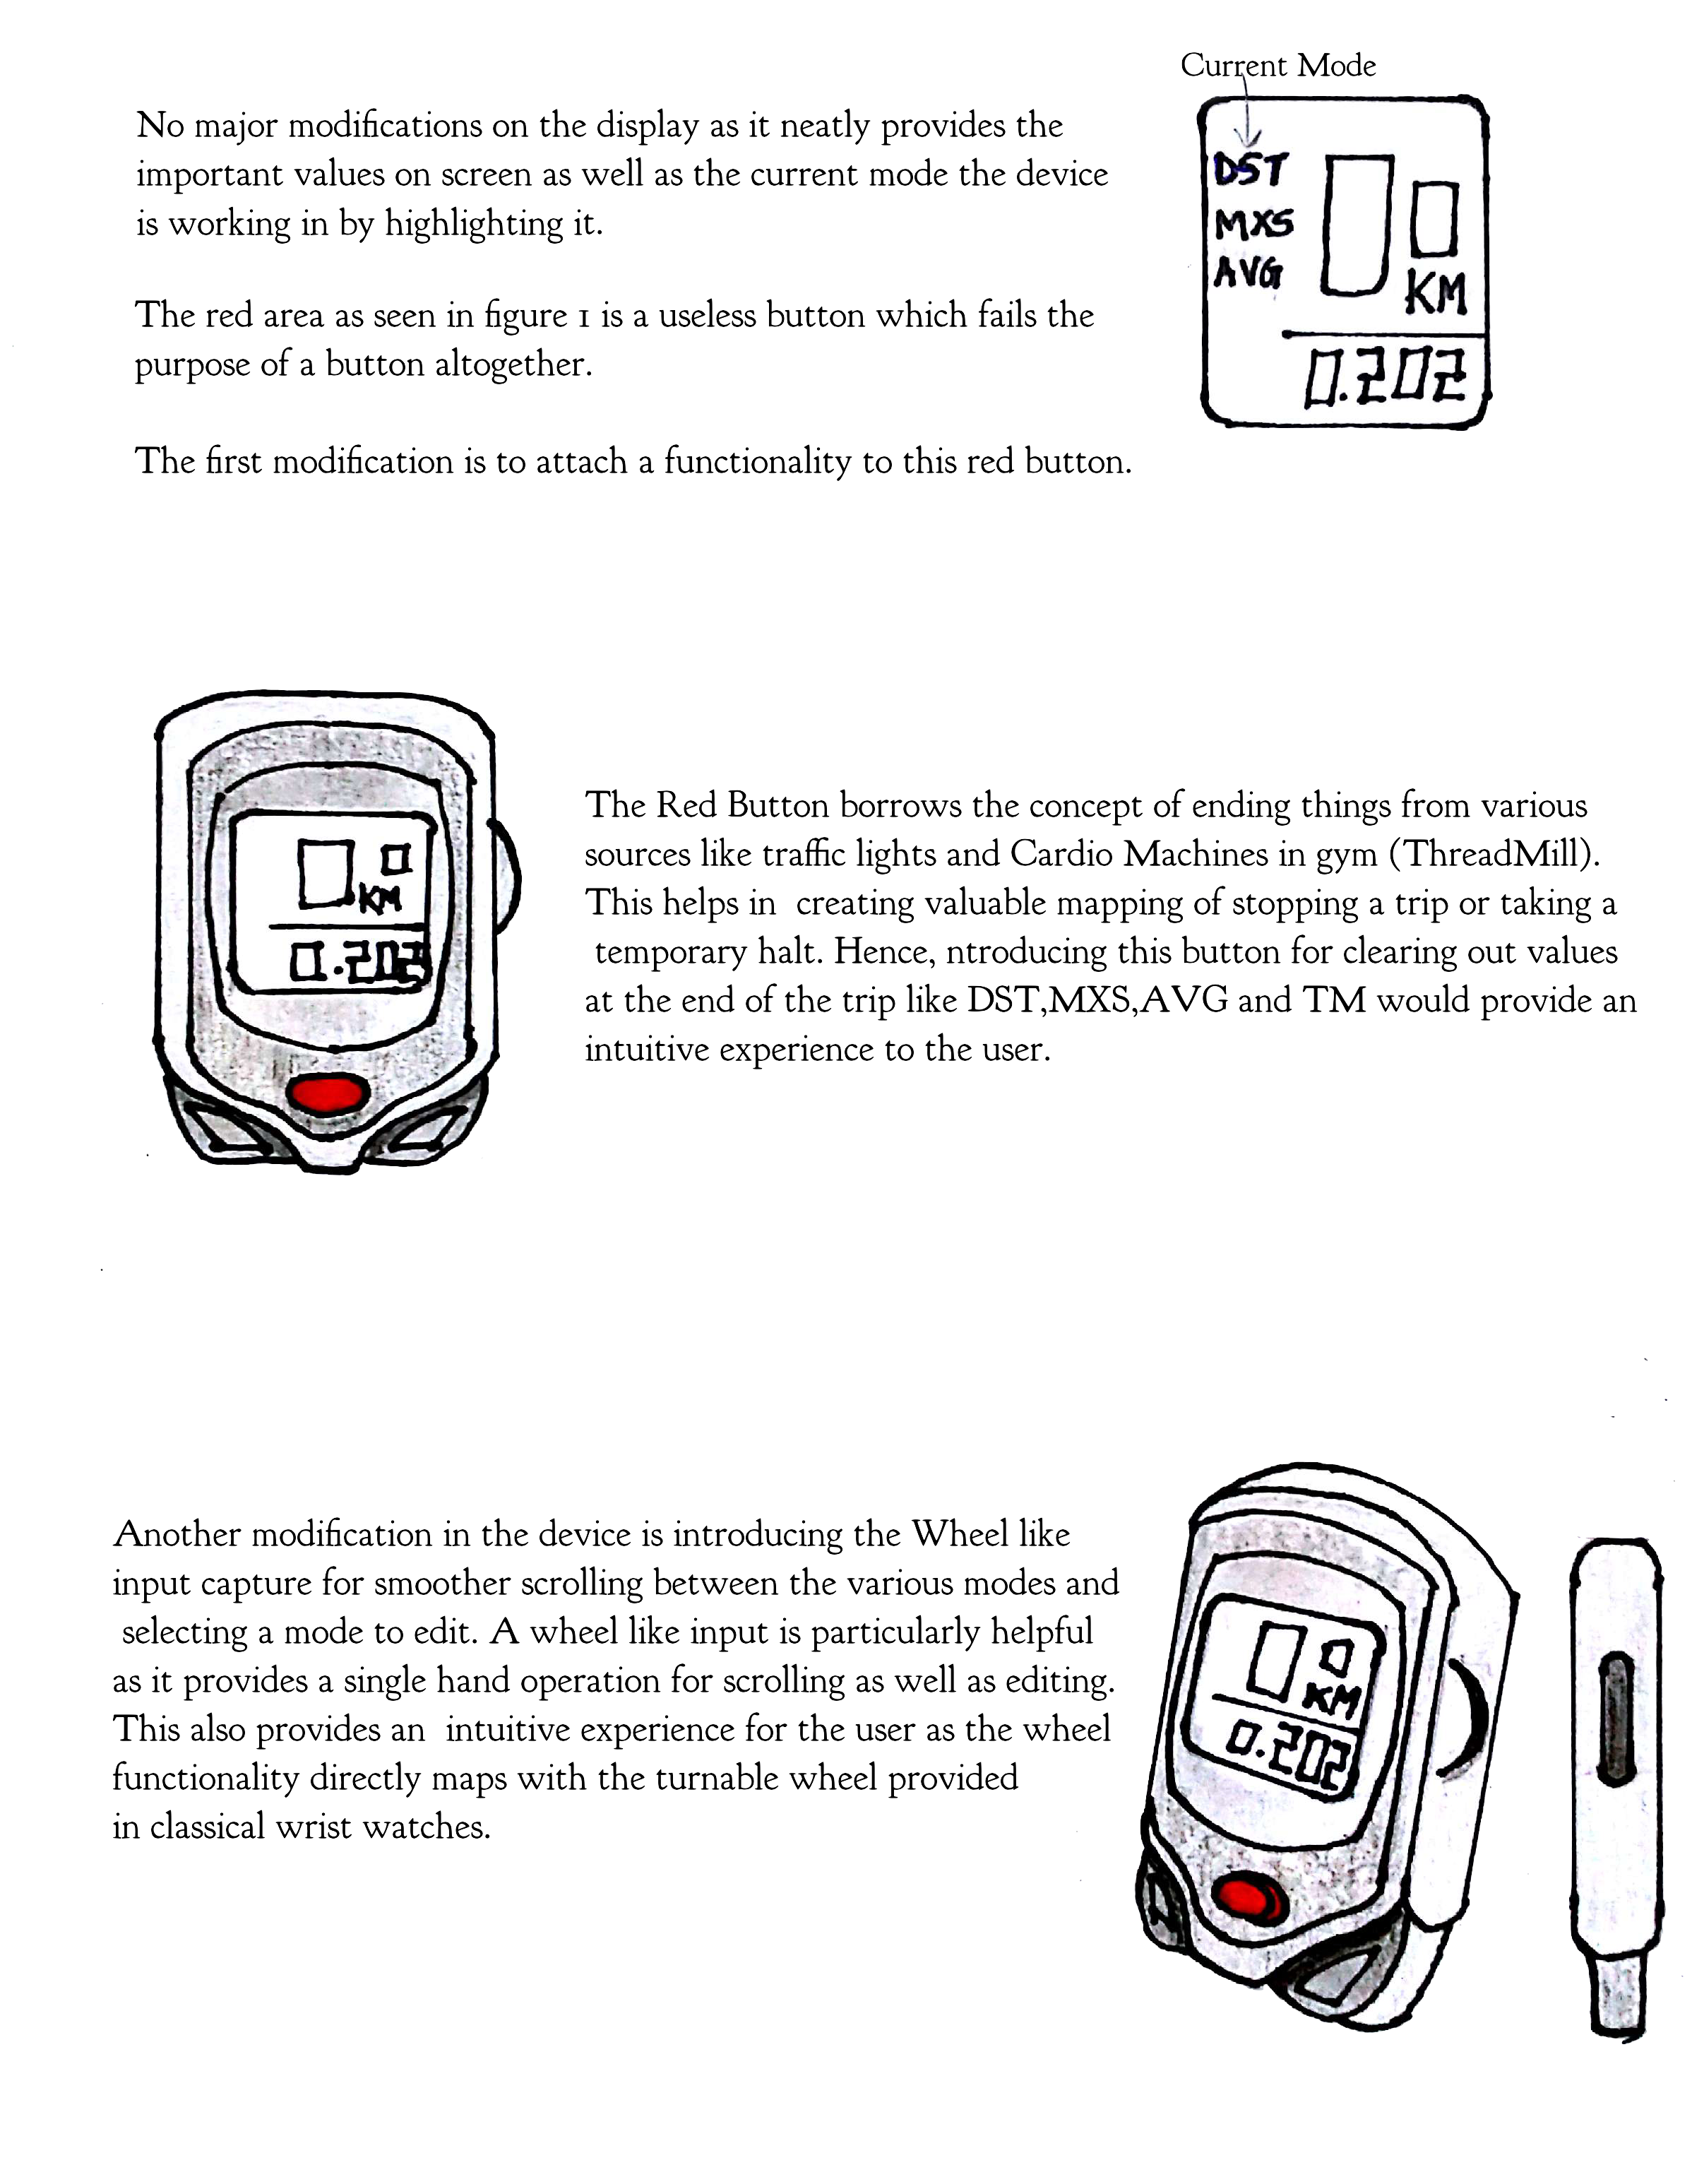 Current Mode
No major modifications on the display as it neatly provides the
important values on screen as well as the current mode the device
is working in by highlighting it.
DST
MXS
AVG
0 0
KM
0.202
The red area as seen in figure 1 is a useless button which fails the
purpose of a button altogether.
The first modification is to attach a functionality to this red button.
0 0
KM
0.202
The Red Button borrows the concept of ending things from various
sources like traffic lights and Cardio Machines in gym (ThreadMill).
This helps in creating valuable mapping of stopping a trip or taking a
temporary halt. Hence, ntroducing this button for clearing out values
at the end of the trip like DST,MXS,AVG and TM would provide an
intuitive experience to the user.
Another modification in the device is introducing the Wheel like
input capture for smoother scrolling between the various modes and
selecting a mode to edit. A wheel like input is particularly helpful
as it provides a single hand operation for scrolling as well as editing.
This also provides an intuitive experience for the user as the wheel
functionality directly maps with the turnable wheel provided
in classical wrist watches.
0 0
KM
0.202